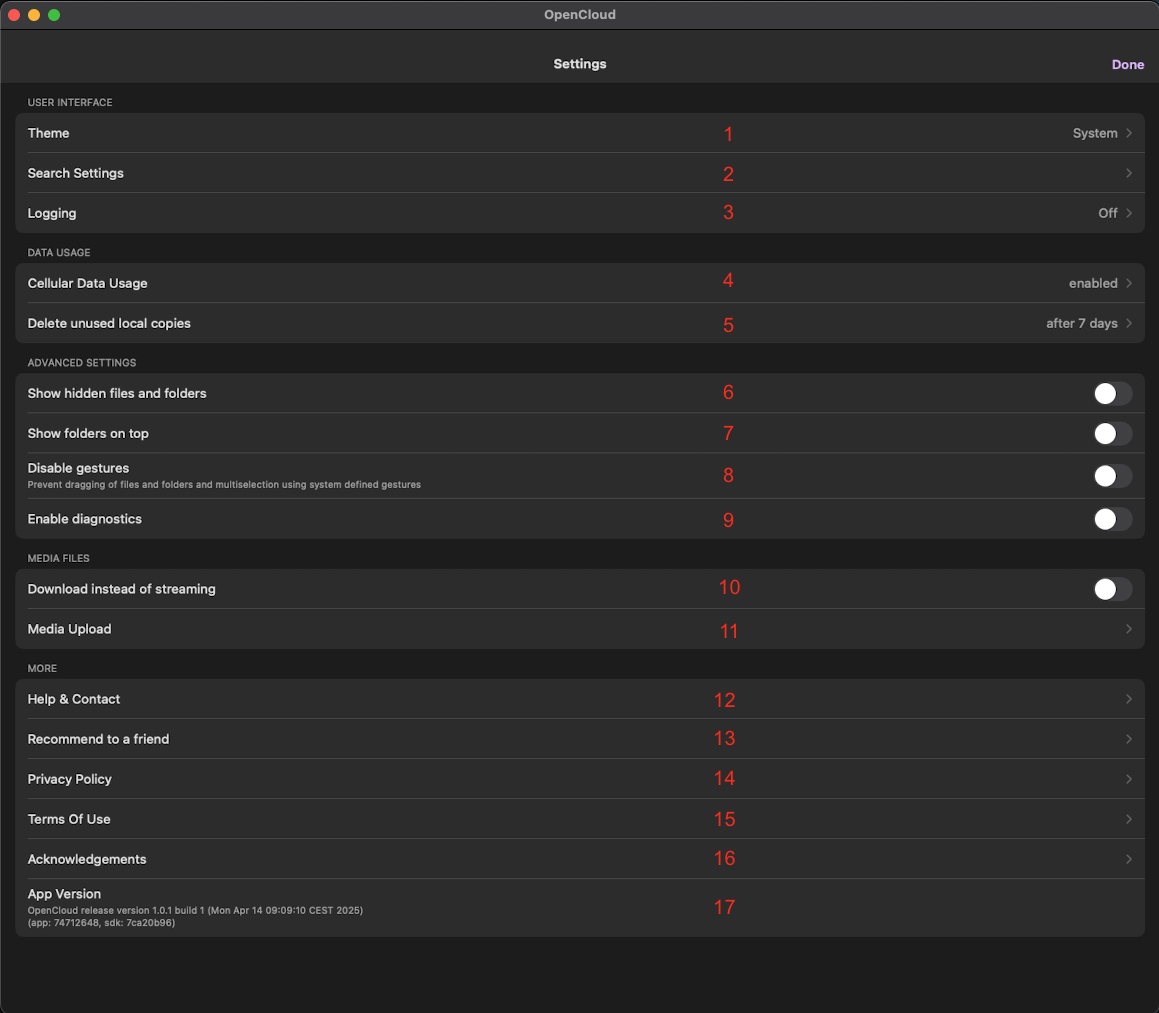 OpenCloud
Settings
Done
USER INTERFACE
Theme 1 System
Search Settings 2
Logging 3 Off
DATA USAGE
Cellular Data Usage 4 enabled
Delete unused local copies 5 after 7 days
ADVANCED SETTINGS
Show hidden files and folders 6
Show folders on top 7
Disable gestures 8
Prevent dragging of files and folders and multiselection using system defined gestures
Enable diagnostics 9
MEDIA FILES
Download instead of streaming 10
Media Upload 11
MORE
Help & Contact 12
Recommend to a friend 13
Privacy Policy 14
Terms Of Use 15
Acknowledgements 16
App Version 17
OpenCloud release version 1.0.1 build 1 (Mon Apr 14 09:09:10 CEST 2025)
(app: 74712648, sdk: 7ca20b96)